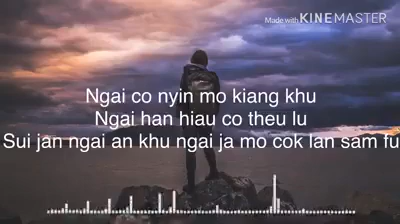 Made with KINEMASTER
Ngai co nyin mo kiang khu
Ngai han hiau co theu lu
Sui jan ngai an khu ngai ja mo cok lan sam fu